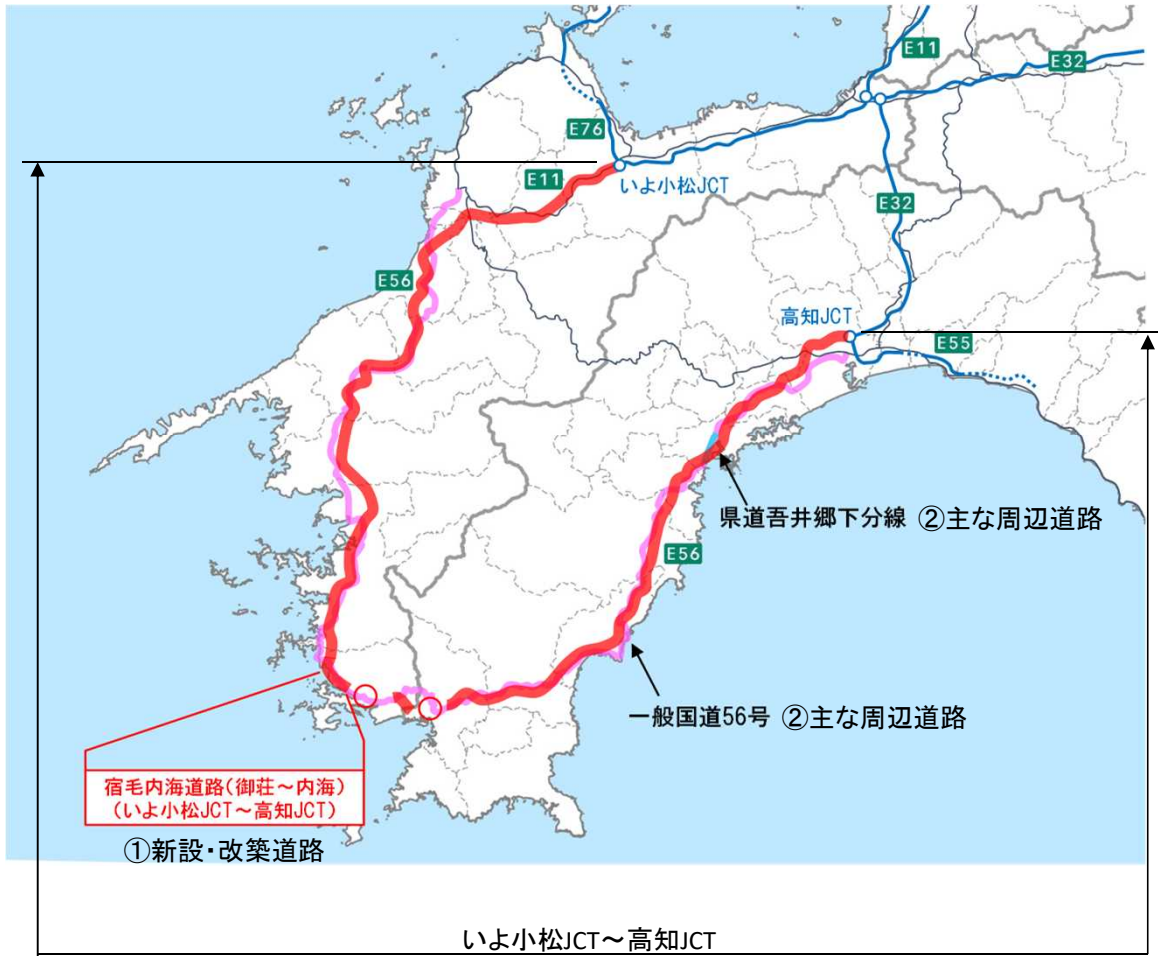 E11
E32
E76
E11
いよ小松JCT
E32
E56
高知JCT
E55
県道吾井郷下分線 ②主な周辺道路
E56
一般国道56号 ②主な周辺道路
宿毛内海道路(御荘～内海)
(いよ小松JCT～高知JCT)
①新設・改築道路
いよ小松JCT～高知JCT